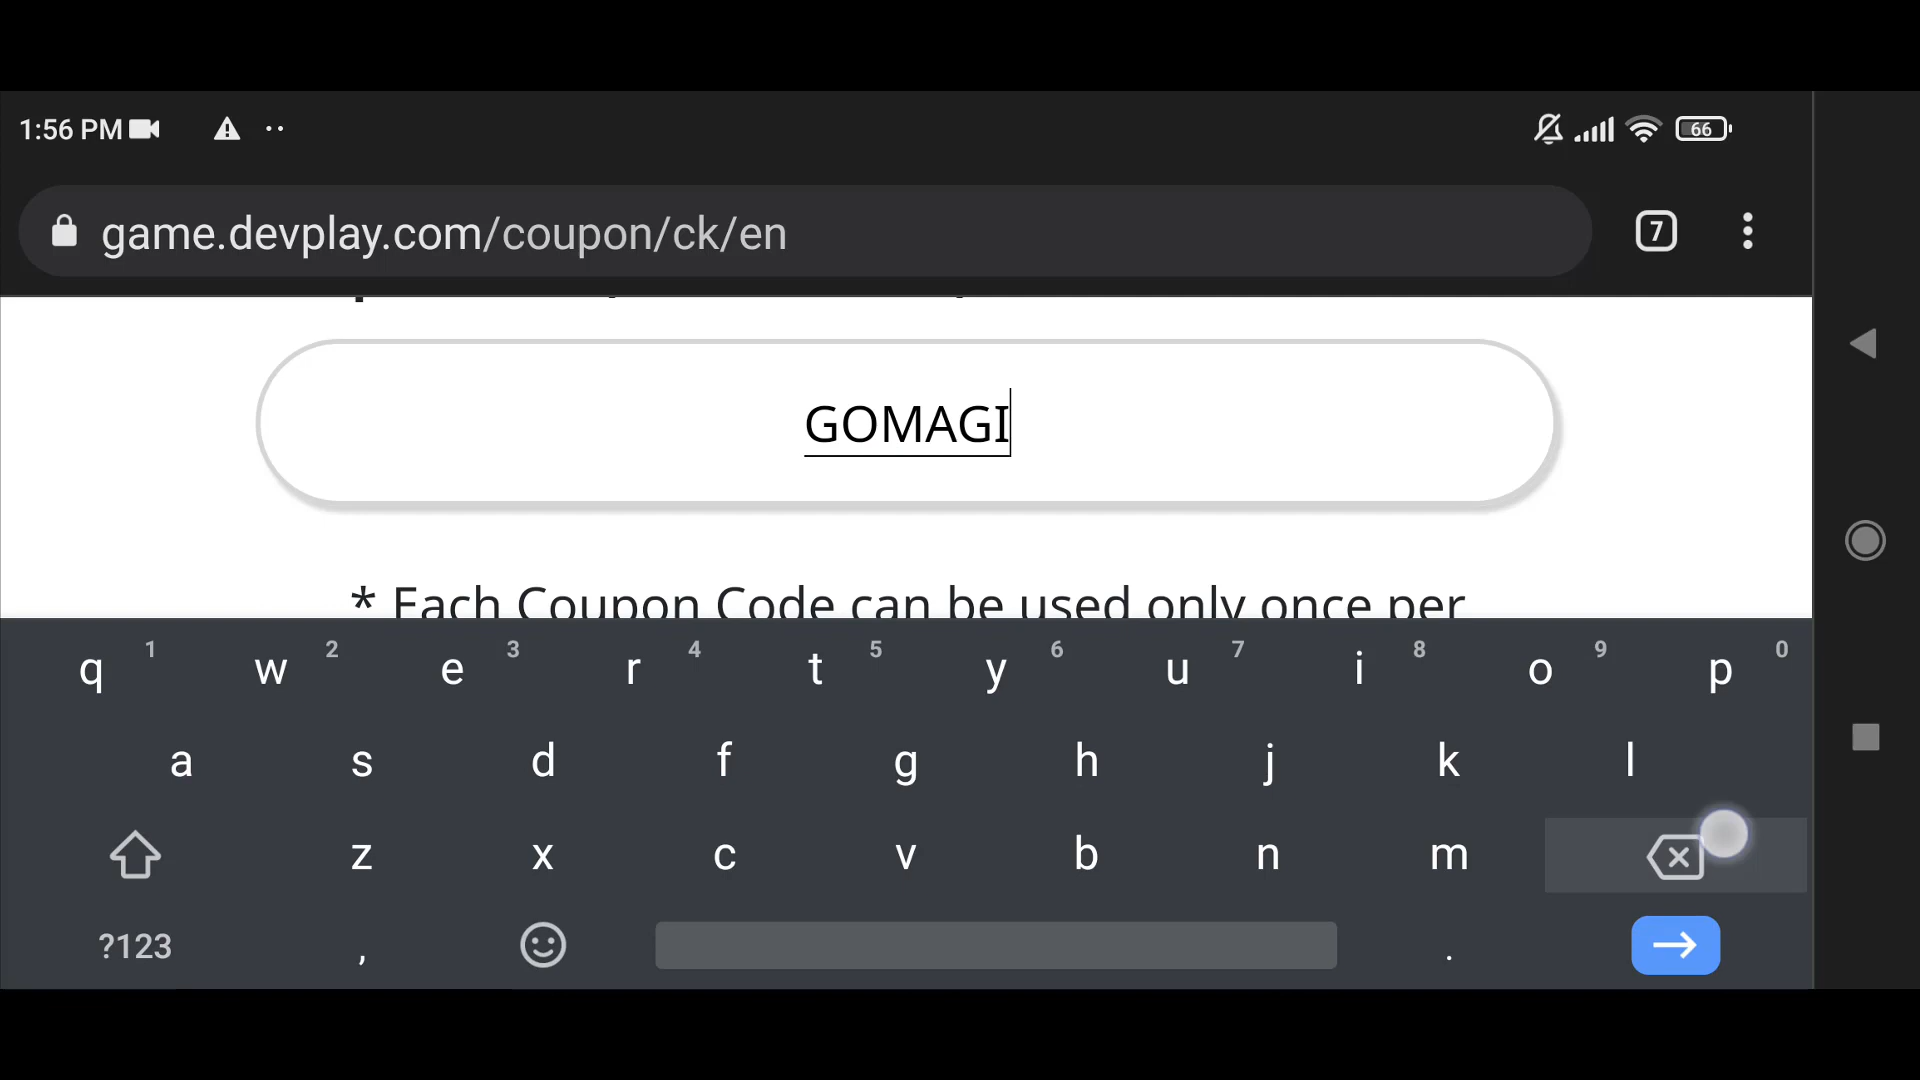 1:56 PM
66
game.devplay.com/coupon/ck/en
7
GOMAGI
* Each Coupon Code can be used only once per
1 2 3 4 5 6 7 8 9 0
q w e r t y u i o p
a s d f g h j k l
z x c v b n m
?123 , .